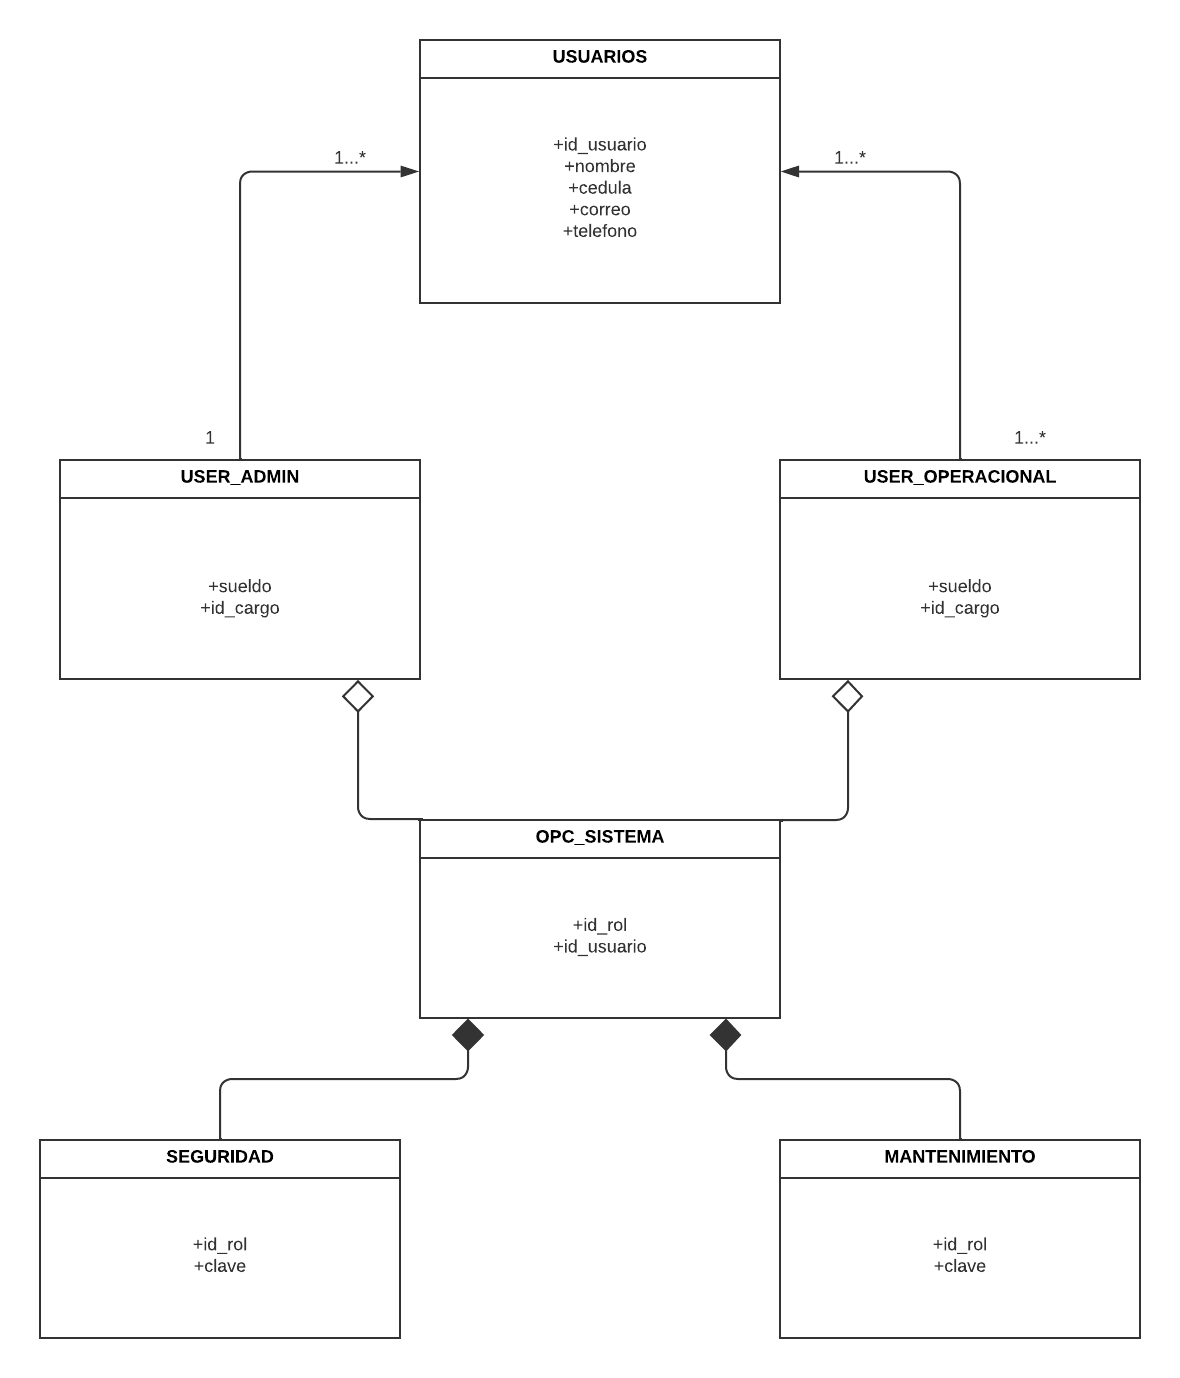 USUARIOS
+id_usuario
+nombre
+cedula
+correo
+telefono
1...*
1...*
1
1...*
USER_ADMIN
+sueldo
+id_cargo
USER_OPERACIONAL
+sueldo
+id_cargo
OPC_SISTEMA
+id_rol
+id_usuario
SEGURIDAD
+id_rol
+clave
MANTENIMIENTO
+id_rol
+clave